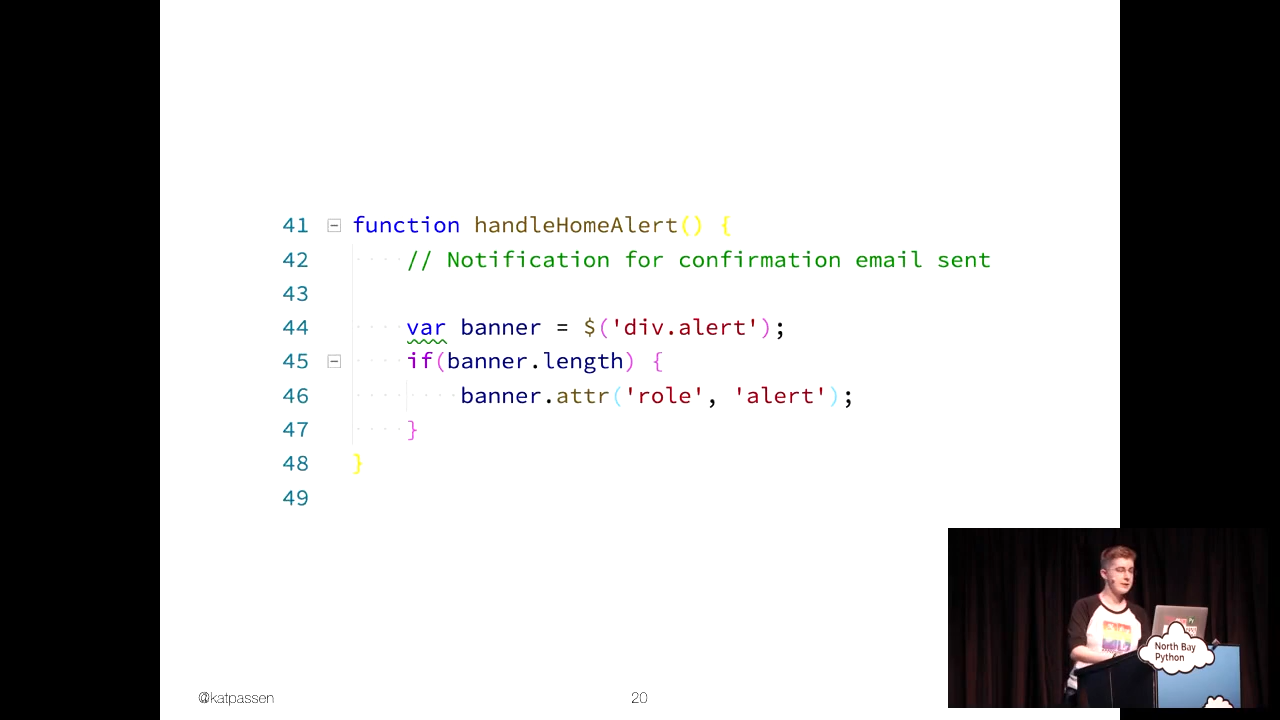 41 function handleHomeAlert() {
42 // Notification for confirmation email sent
43
44 var banner = $('div.alert');
45 if(banner.length) {
46 banner.attr('role', 'alert');
47 }
48 }
49
North Bay
Python
@katpassen
20